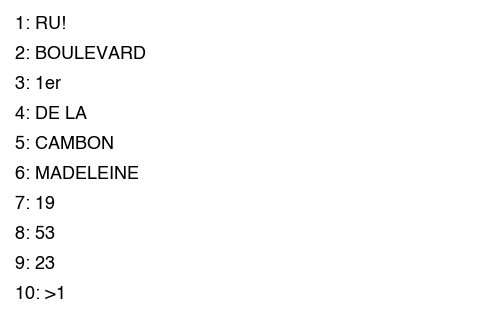 1: RU!
2: BOULEVARD
3: 1er
4: DE LA
5: CAMBON
6: MADELEINE
7: 19
8: 53
9: 23
10: >1